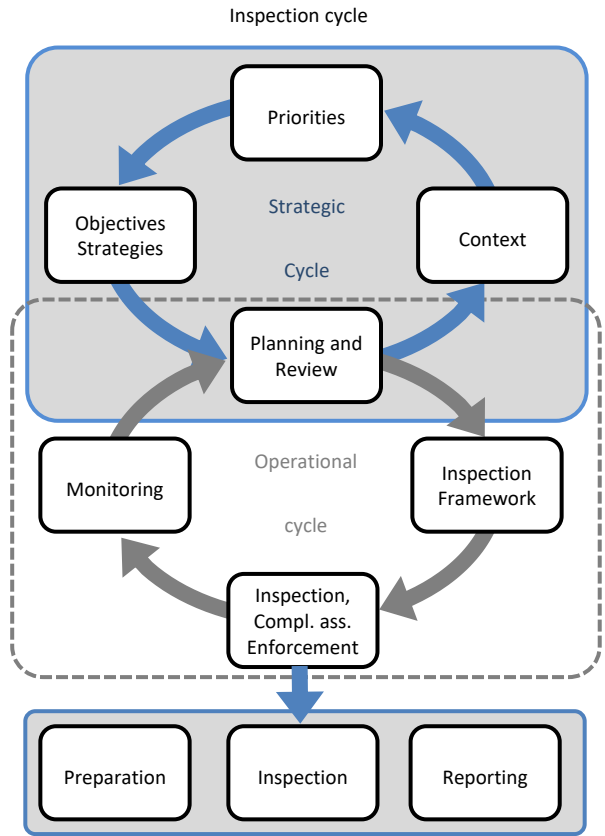 Inspection cycle
Priorities
Strategic
Objectives
Strategies
Context
Cycle
Planning and
Review
Operational
Monitoring
Inspection
Framework
cycle
Inspection,
Compl. ass.
Enforcement
Preparation
Inspection
Reporting